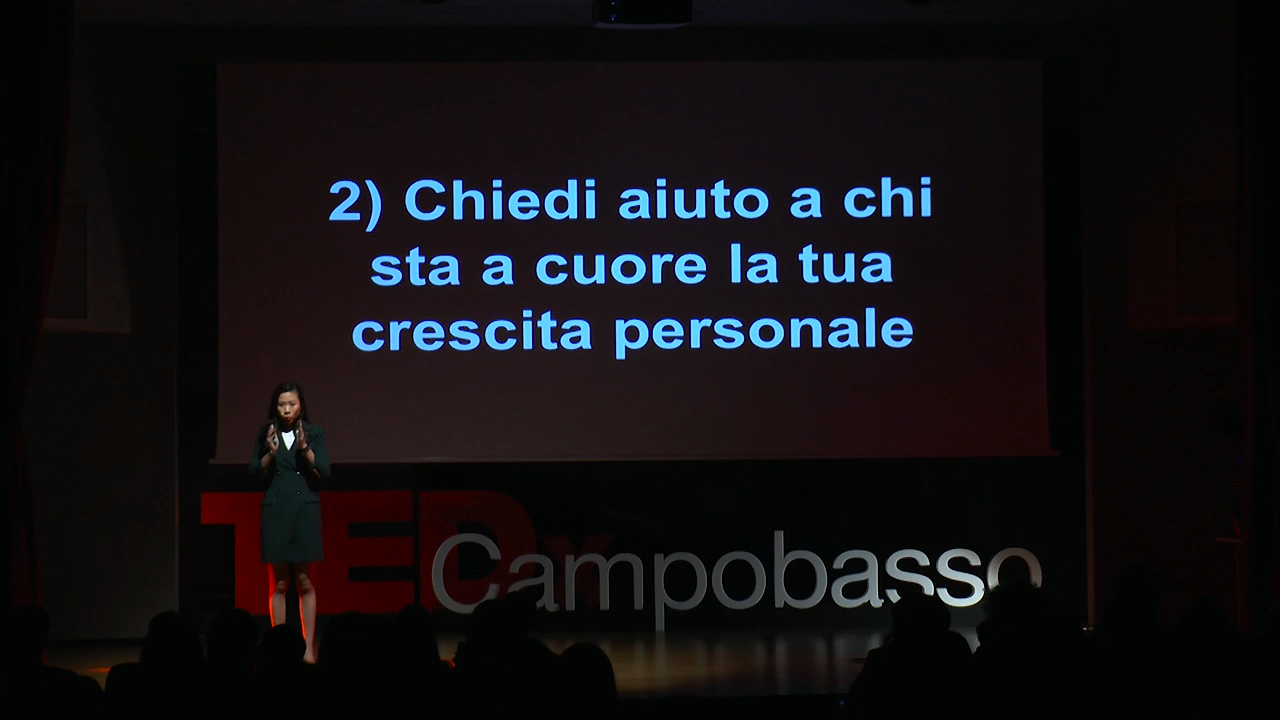 2) Chiedi aiuto a chi
sta a cuore la tua
crescita personale
TEDx
Campobasso